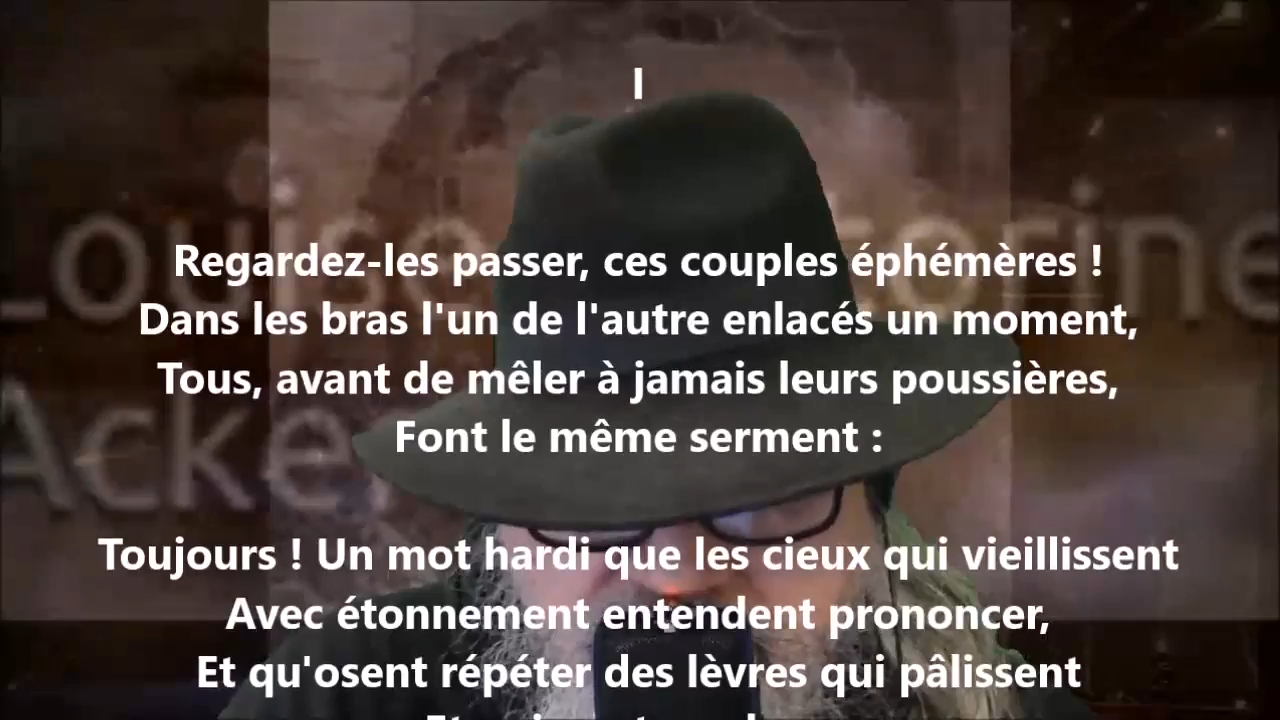 I
Regardez-les passer, ces couples éphémères !
Dans les bras l'un de l'autre enlacés un moment,
Tous, avant de mêler à jamais leurs poussières,
Font le même serment :
Toujours ! Un mot hardi que les cieux qui vieillissent
Avec étonnement entendent prononcer,
Et qu'osent répéter des lèvres qui pâlissent
Louise
Acke